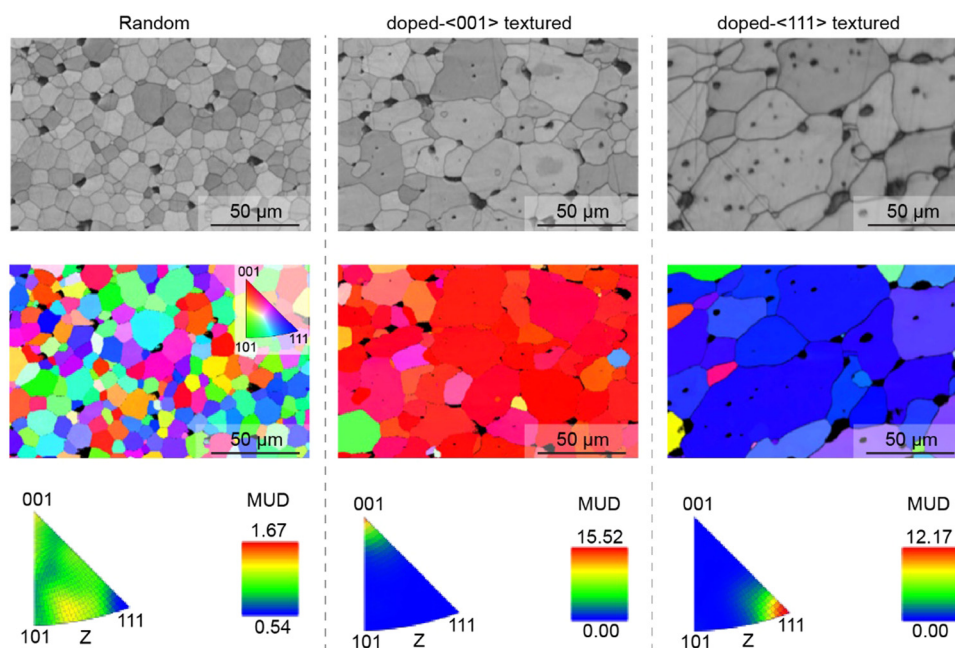 Random
doped-<001> textured
doped-<111> textured
50 μm
50 μm
50 μm
001
101
111
50 μm
50 μm
50 μm
001
MUD
1.67
0.54
101
Z
111
001
MUD
15.52
0.00
101
Z
111
001
MUD
12.17
0.00
101
Z
111